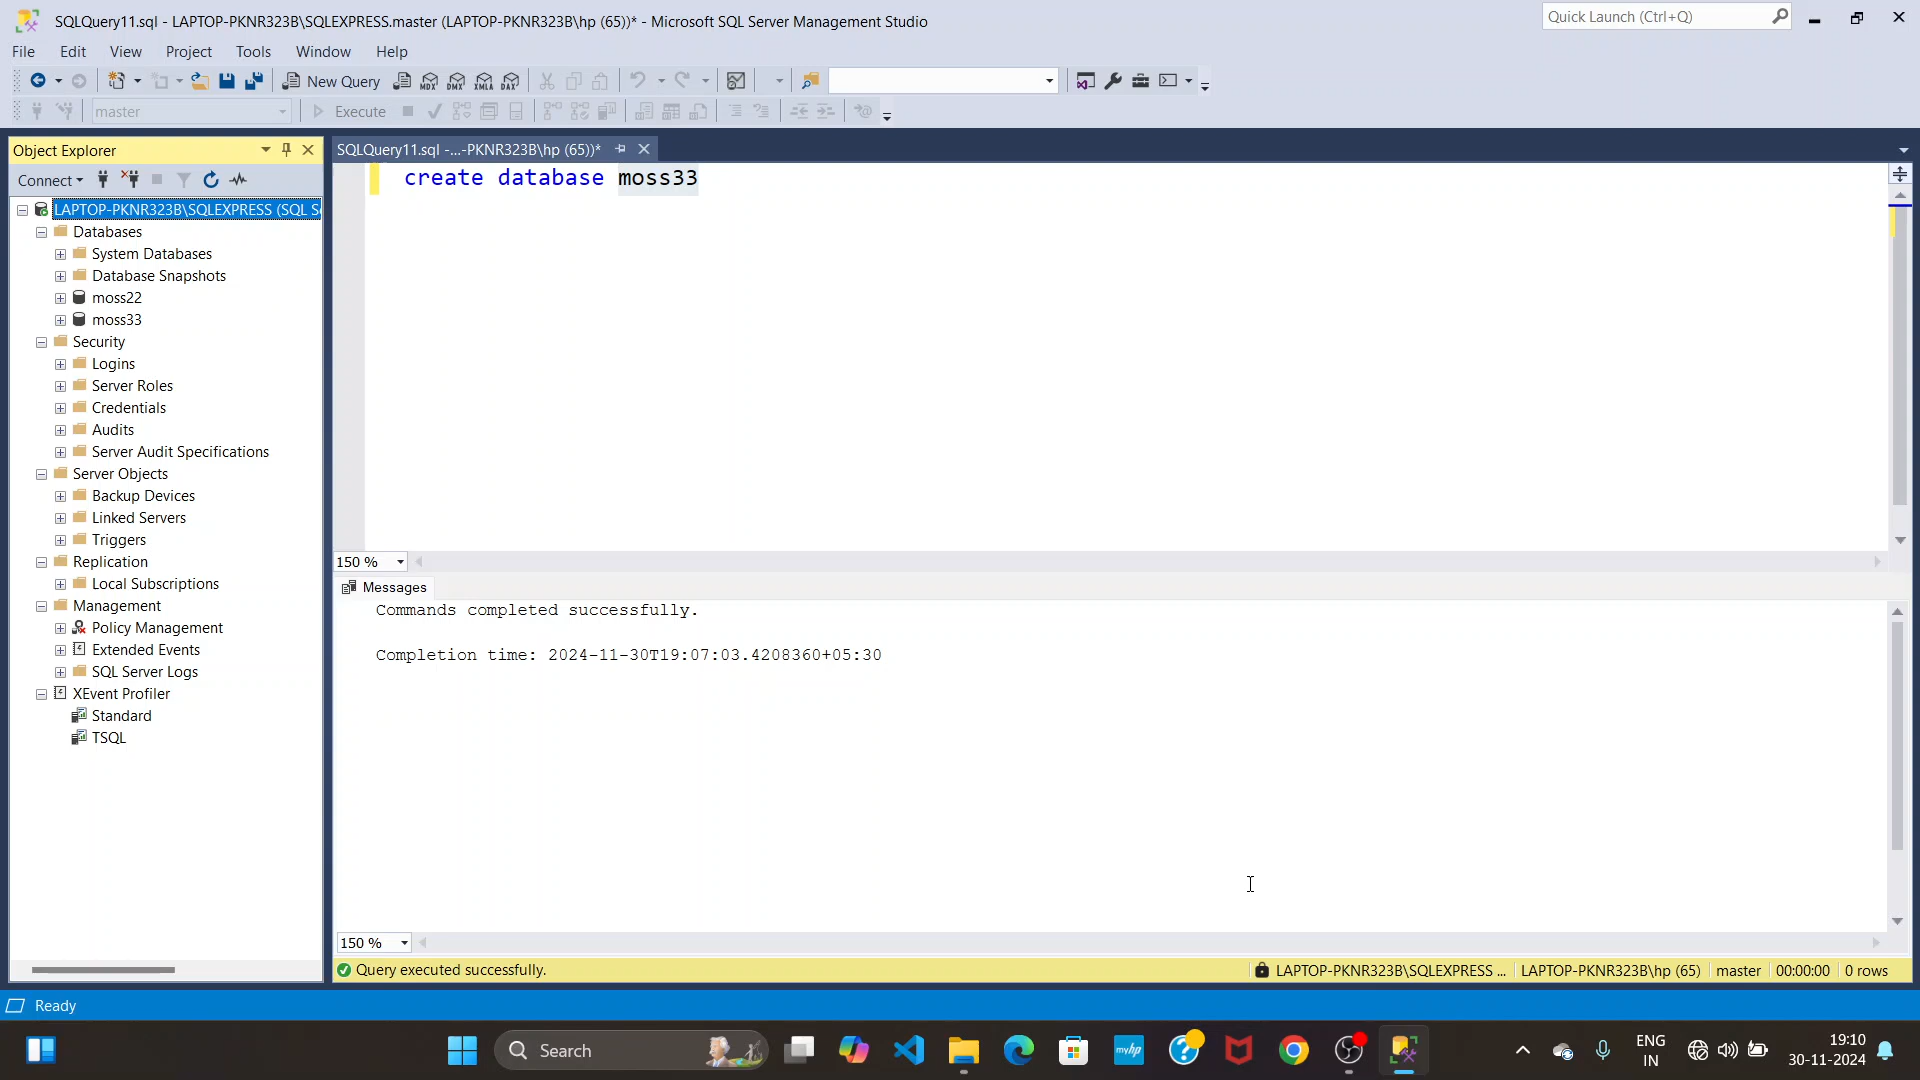 SQLQuery11.sql - LAPTOP-PKNR323B\SQLEXPRESS.master (LAPTOP-PKNR323B\hp (65))* - Microsoft SQL Server Management Studio
Quick Launch (Ctrl+Q)
File Edit View Project Tools Window Help
New Query MDX DMX XMLA DAX
master Execute
Object Explorer
SQLQuery11.sql -...-PKNR323B\hp (65))*
Connect
create database moss33
LAPTOP-PKNR323B\SQLEXPRESS (SQL S
Databases
System Databases
Database Snapshots
moss22
moss33
Security
Logins
Server Roles
Credentials
Audits
Server Audit Specifications
Server Objects
Backup Devices
Linked Servers
Triggers
Replication
Local Subscriptions
Management
Policy Management
Extended Events
SQL Server Logs
XEvent Profiler
Standard
TSQL
150 %
Messages
Commands completed successfully.
Completion time: 2024-11-30T19:07:03.4208360+05:30
150 %
Query executed successfully.
LAPTOP-PKNR323B\SQLEXPRESS ... LAPTOP-PKNR323B\hp (65) master 00:00:00 0 rows
Ready
Search
myhp
ENG
IN
19:10
30-11-2024